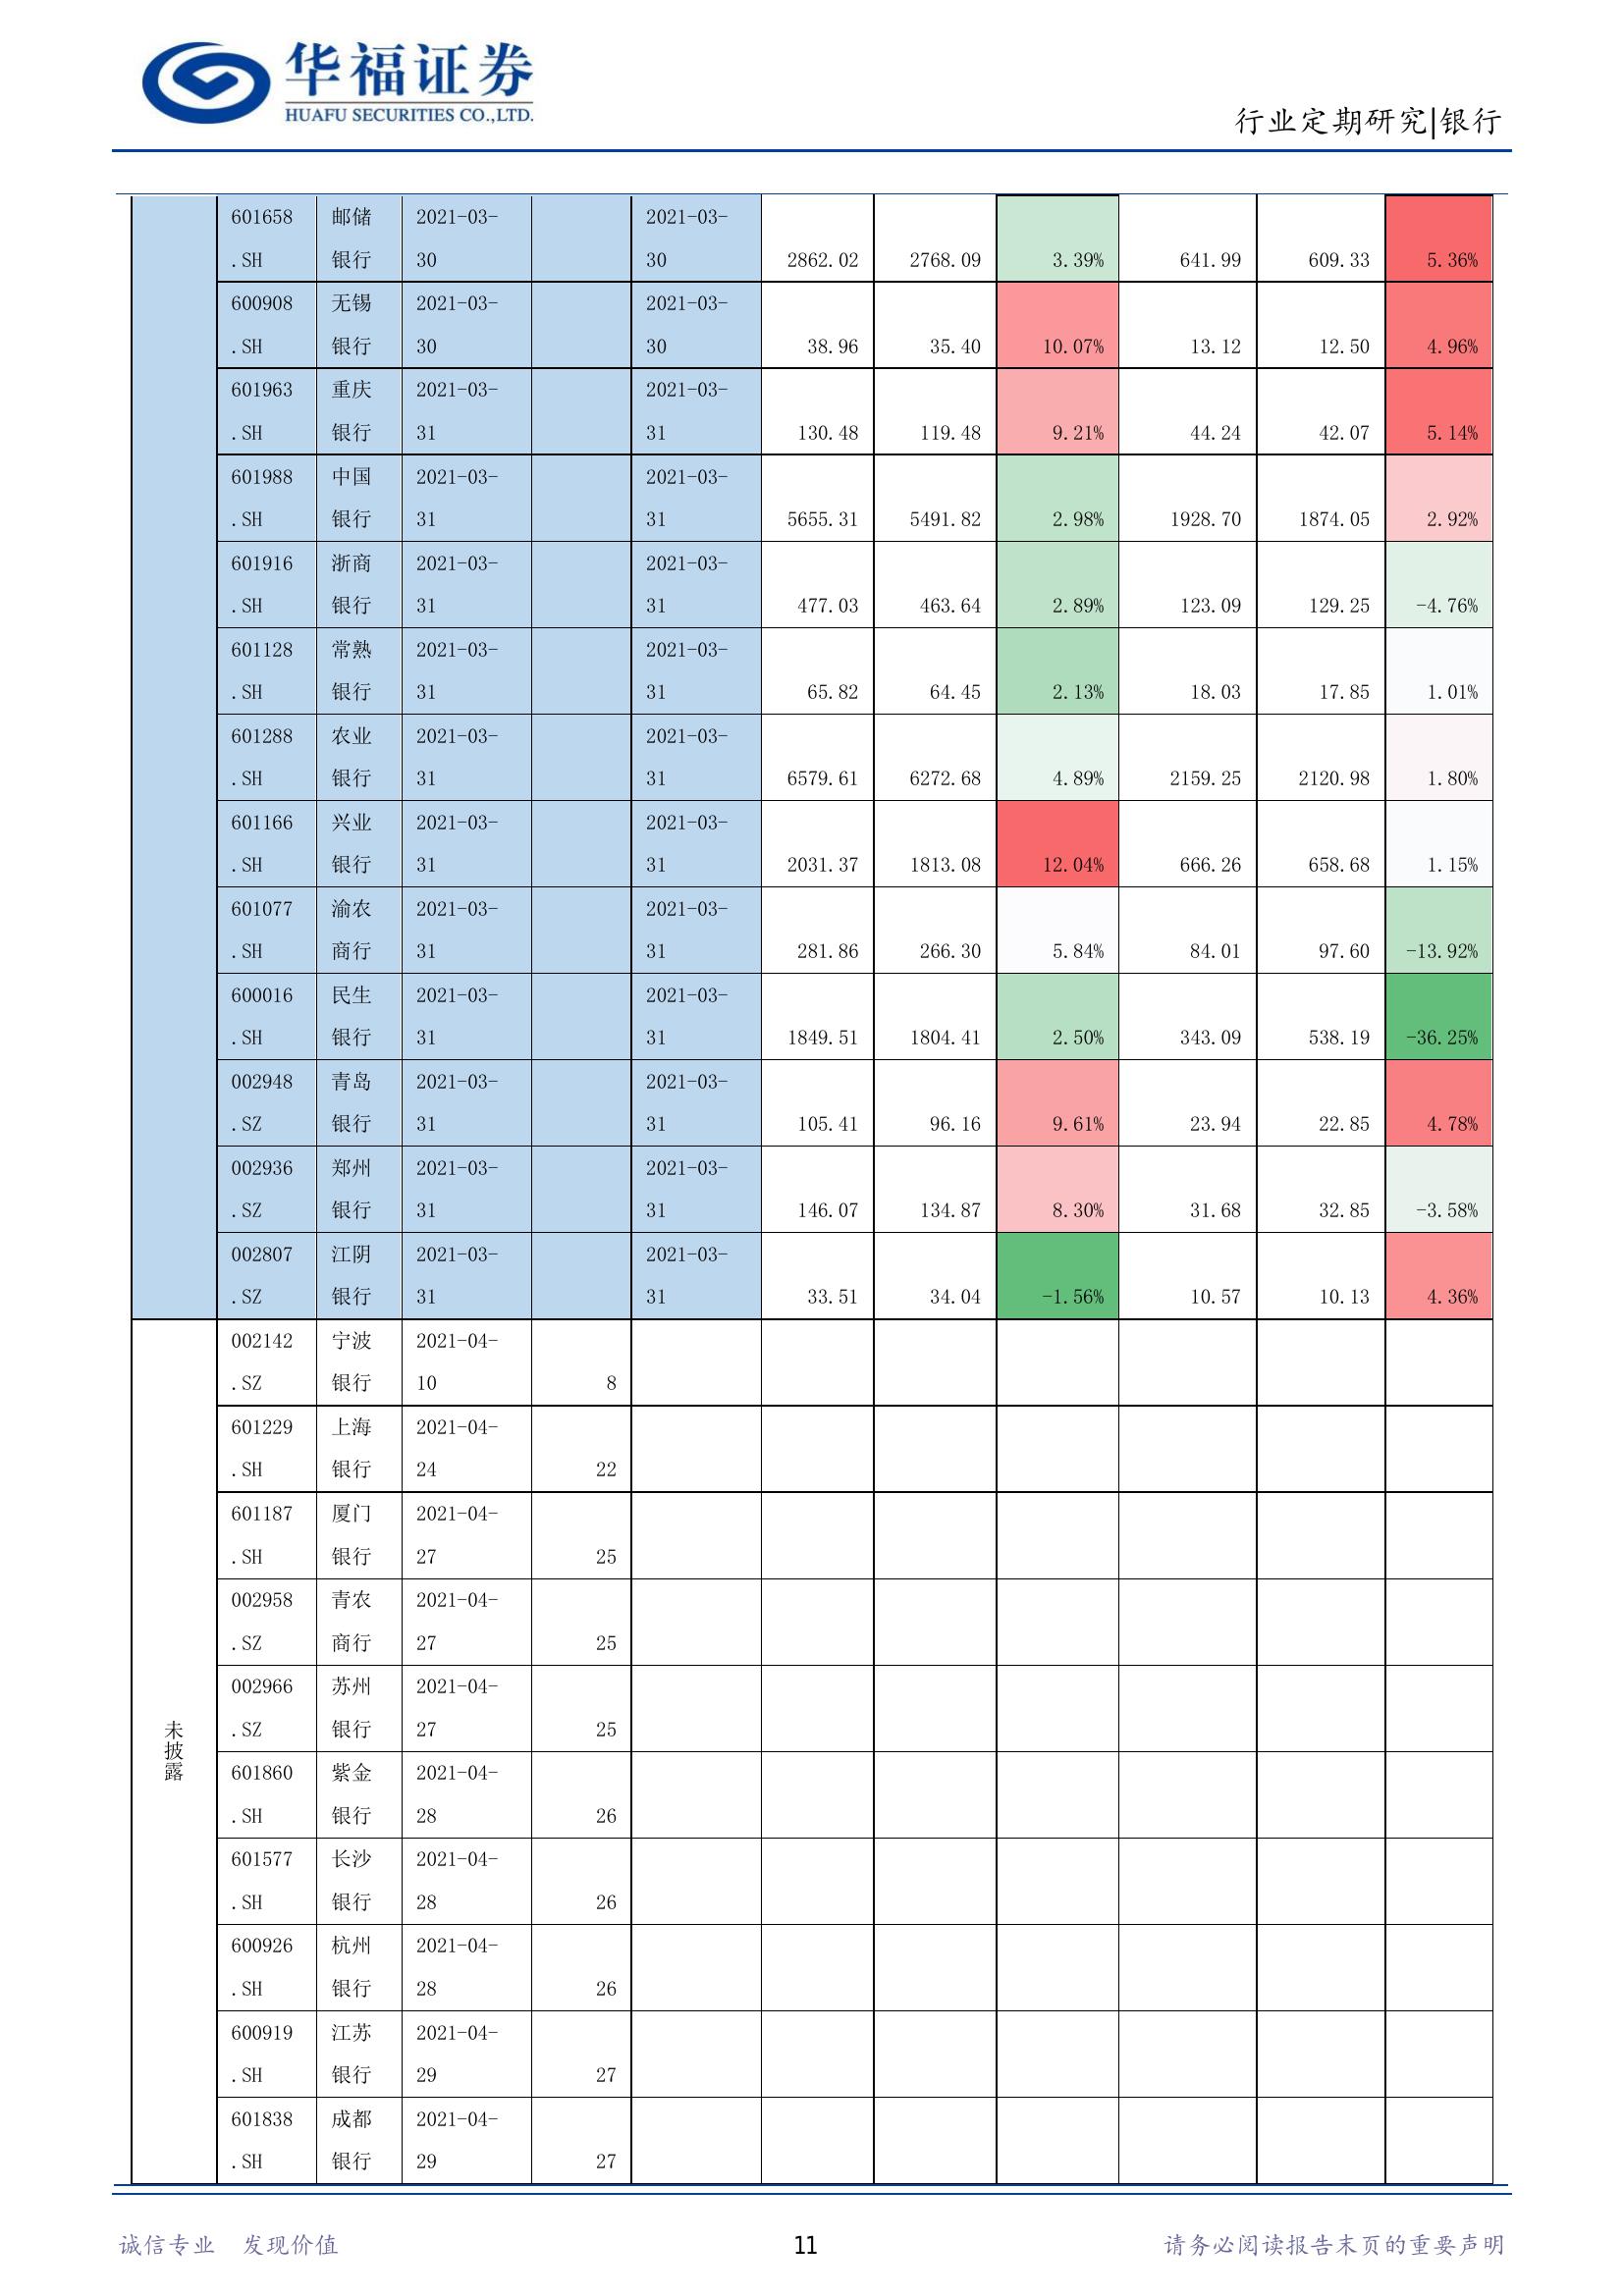 华福证券
HUAFU SECURITIES CO.,LTD.
行业定期研究|银行
601658 邮储 2021-03- 2021-03-
.SH 银行 30 30 2862.02 2768.09 3.39% 641.99 609.33 5.36%
600908 无锡 2021-03- 2021-03-
.SH 银行 30 30 38.96 35.40 10.07% 13.12 12.50 4.96%
601963 重庆 2021-03- 2021-03-
.SH 银行 31 31 130.48 119.48 9.21% 44.24 42.07 5.14%
601988 中国 2021-03- 2021-03-
.SH 银行 31 31 5655.31 5491.82 2.98% 1928.70 1874.05 2.92%
601916 浙商 2021-03- 2021-03-
.SH 银行 31 31 477.03 463.64 2.89% 123.09 129.25 -4.76%
601128 常熟 2021-03- 2021-03-
.SH 银行 31 31 65.82 64.45 2.13% 18.03 17.85 1.01%
601288 农业 2021-03- 2021-03-
.SH 银行 31 31 6579.61 6272.68 4.89% 2159.25 2120.98 1.80%
601166 兴业 2021-03- 2021-03-
.SH 银行 31 31 2031.37 1813.08 12.04% 666.26 658.68 1.15%
601077 渝农 2021-03- 2021-03-
.SH 商行 31 31 281.86 266.30 5.84% 84.01 97.60 -13.92%
600016 民生 2021-03- 2021-03-
.SH 银行 31 31 1849.51 1804.41 2.50% 343.09 538.19 -36.25%
002948 青岛 2021-03- 2021-03-
.SZ 银行 31 31 105.41 96.16 9.61% 23.94 22.85 4.78%
002936 郑州 2021-03- 2021-03-
.SZ 银行 31 31 146.07 134.87 8.30% 31.68 32.85 -3.58%
002807 江阴 2021-03- 2021-03-
.SZ 银行 31 31 33.51 34.04 -1.56% 10.57 10.13 4.36%
未披露
002142 宁波 2021-04-
.SZ 银行 10 8
601229 上海 2021-04-
.SH 银行 24 22
601187 厦门 2021-04-
.SH 银行 27 25
002958 青农 2021-04-
.SZ 商行 27 25
002966 苏州 2021-04-
.SZ 银行 27 25
601860 紫金 2021-04-
.SH 银行 28 26
601577 长沙 2021-04-
.SH 银行 28 26
600926 杭州 2021-04-
.SH 银行 28 26
600919 江苏 2021-04-
.SH 银行 29 27
601838 成都 2021-04-
.SH 银行 29 27
诚信专业 发现价值 11 请务必阅读报告末页的重要声明